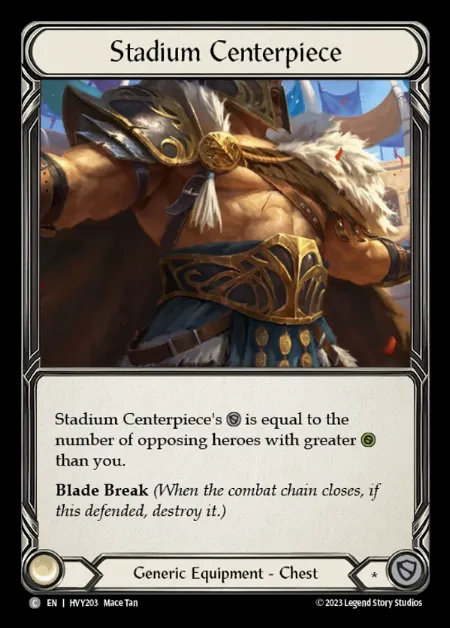 Stadium Centerpiece
Stadium Centerpiece's is equal to the
number of opposing heroes with greater
than you.
Blade Break (When the combat chain closes, if
this defended, destroy it.)
Generic Equipment - Chest
*
C EN | HVY203 Mace Tan
© 2023 Legend Story Studios